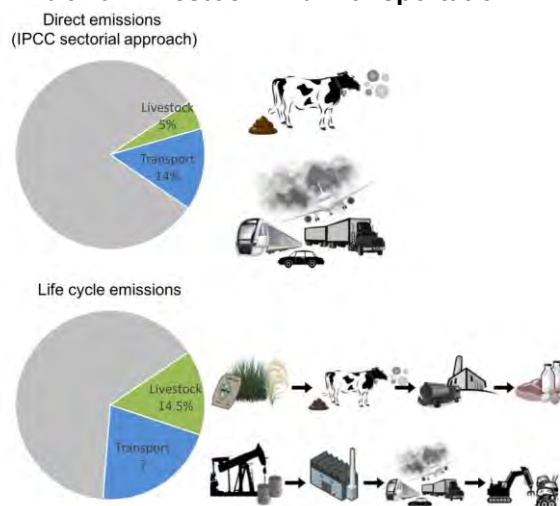 Direct emissions
(IPCC sectorial approach)
Livestock
5%
Transport
14%
Life cycle emissions
Livestock
14.5%
Transport
?